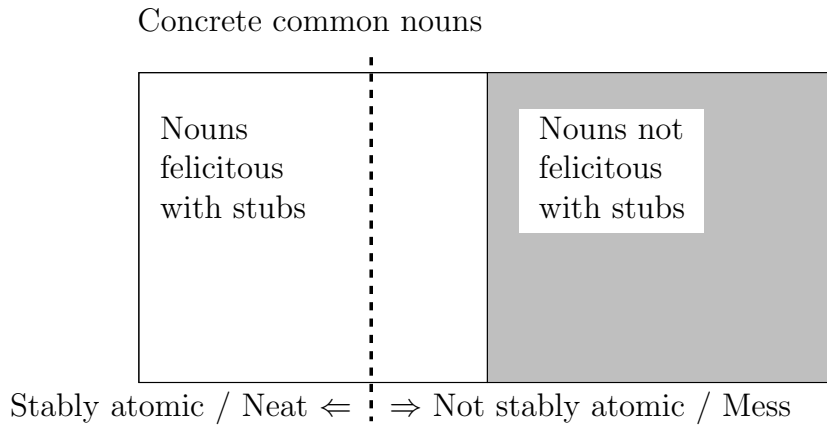 Concrete common nouns
Nouns
felicitous
with stubs
Nouns not
felicitous
with stubs
Stably atomic / Neat ⇐
⇒ Not stably atomic / Mess